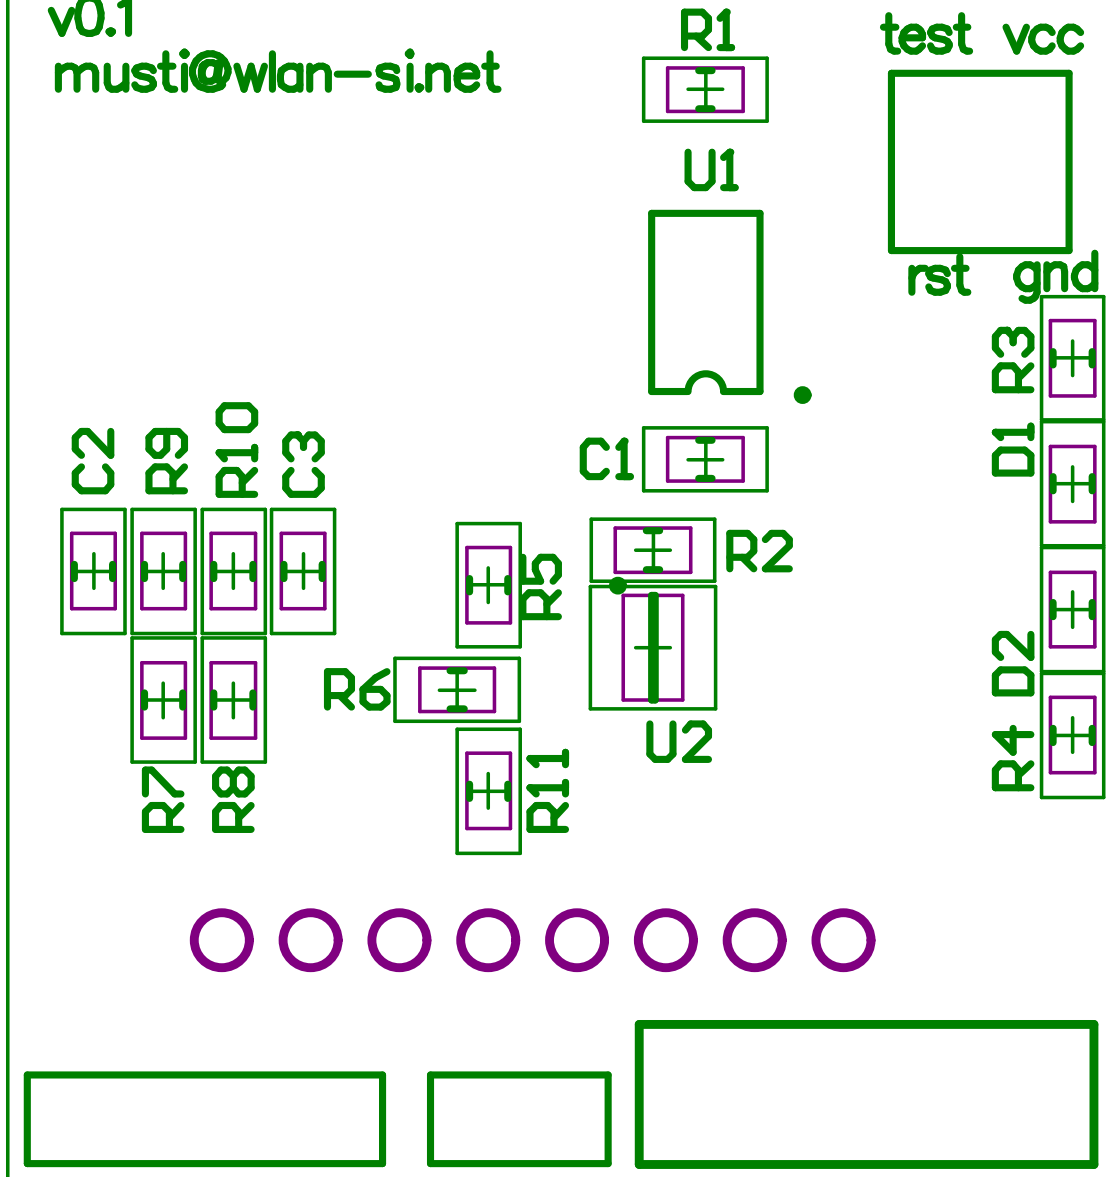 v0.1
musti@wlan-si.net
R1
test vcc
U1
rst gnd
R3
D1
C2
R9
R10
C3
C1
R2
R5
R6
D2
U2
R4
R7
R8
R11